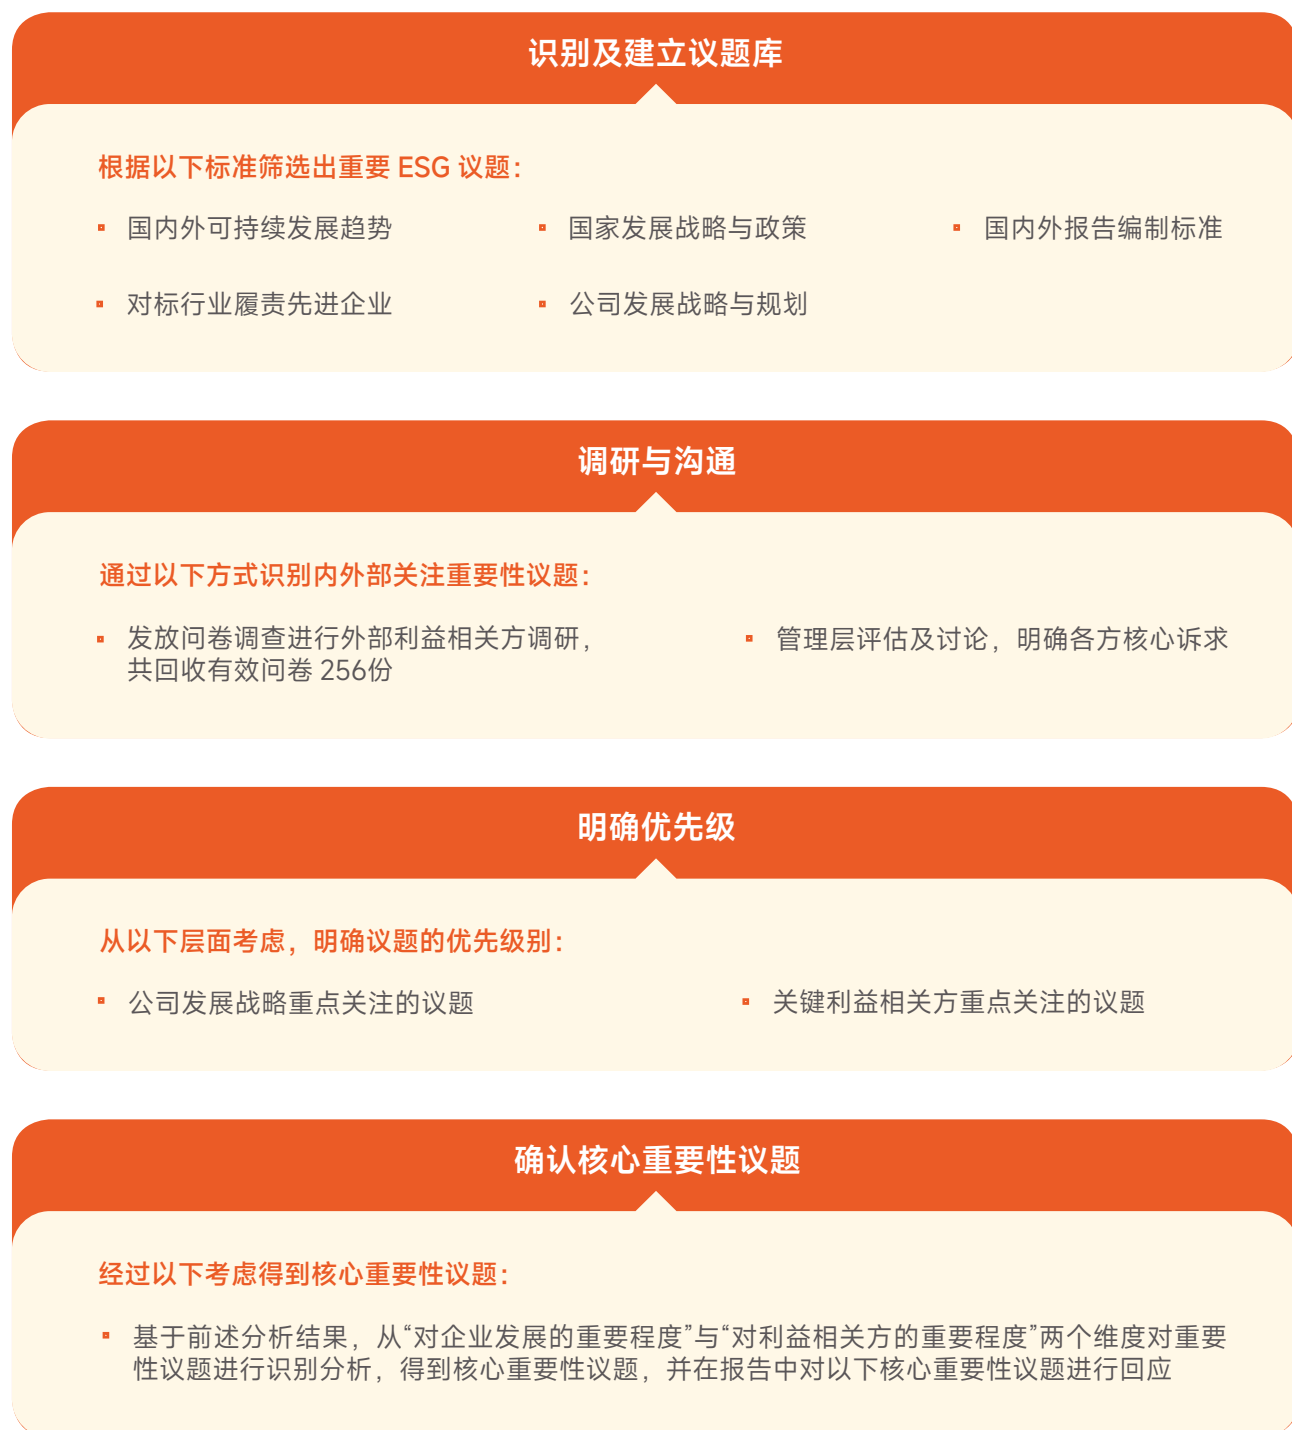 识别及建立议题库
根据以下标准筛选出重要 ESG 议题：
国内外可持续发展趋势
国家发展战略与政策
国内外报告编制标准
对标行业履责先进企业
公司发展战略与规划
调研与沟通
通过以下方式识别内外部关注重要性议题：
发放问卷调查进行外部利益相关方调研，
共回收有效问卷 256份
管理层评估及讨论，明确各方核心诉求
明确优先级
从以下层面考虑，明确议题的优先级别：
公司发展战略重点关注的议题
关键利益相关方重点关注的议题
确认核心重要性议题
经过以下考虑得到核心重要性议题：
基于前述分析结果，从“对企业发展的重要程度”与“对利益相关方的重要程度”两个维度对重要
性议题进行识别分析，得到核心重要性议题，并在报告中对以下核心重要性议题进行回应